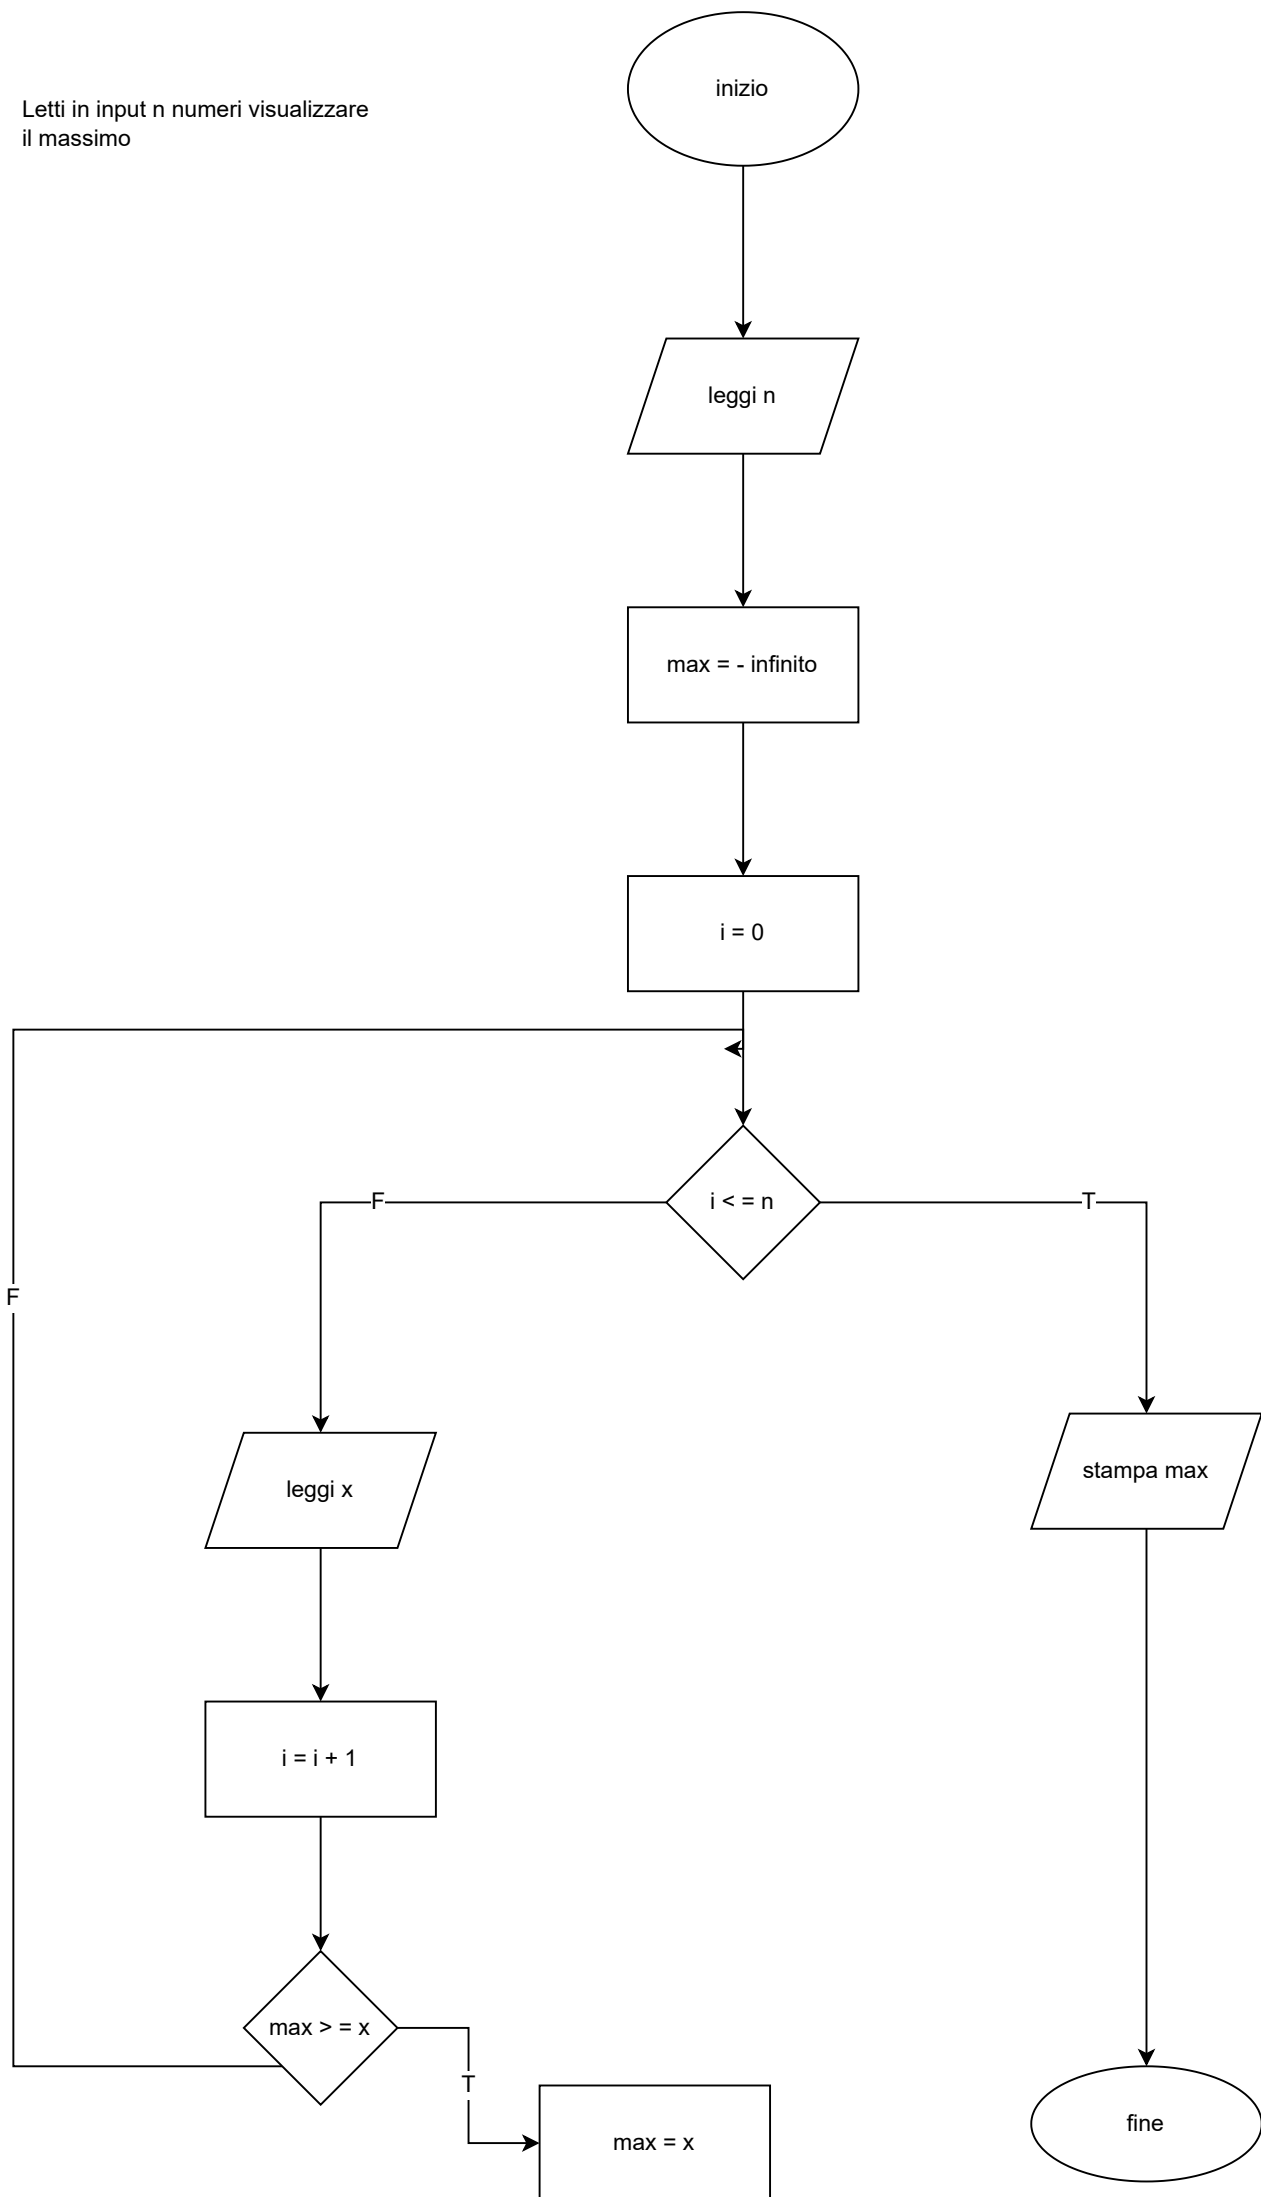 inizio
Letti in input n numeri visualizzare
il massimo
leggi n
max = - infinito
i = 0
i < = n
F
T
F
stampa max
leggi x
i = i + 1
max > = x
T
max = x
fine